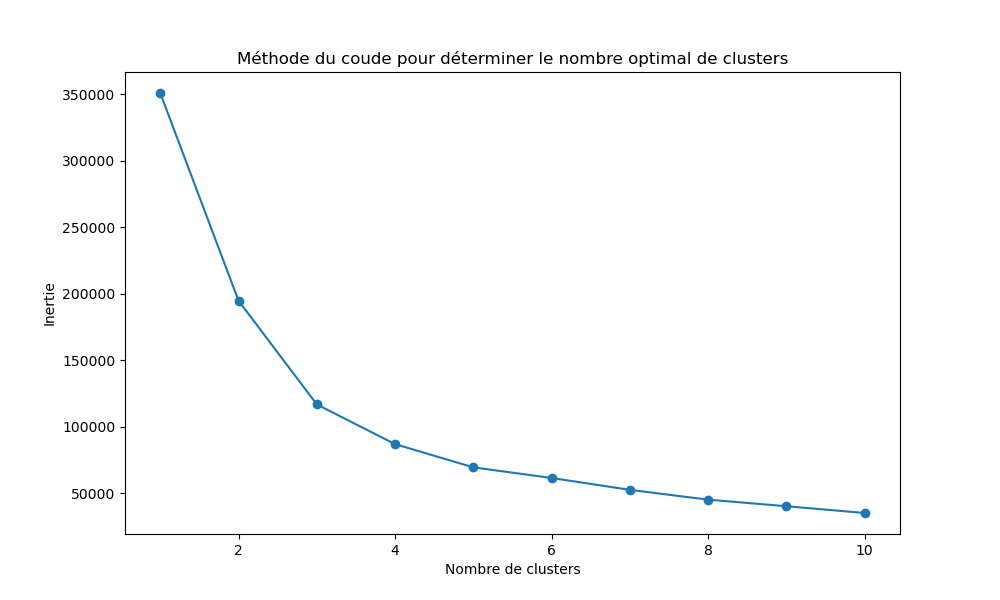 Méthode du coude pour déterminer le nombre optimal de clusters
350000
300000
250000
200000
150000
100000
50000
Inertie
2 4 6 8 10
Nombre de clusters